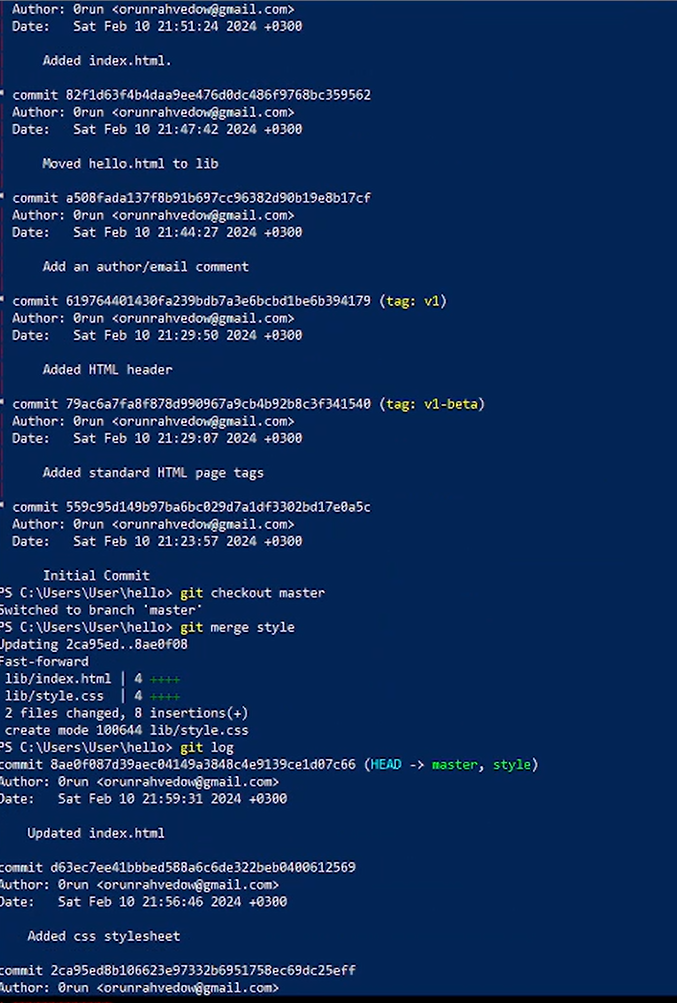 Author: 0run <orunrahvedow@gmail.com>
Date:   Sat Feb 10 21:51:24 2024 +0300
Added index.html.
* commit 82f1d63f4b4daa9ee476d0dc486f9768bc359562
Author: 0run <orunrahvedow@gmail.com>
Date:   Sat Feb 10 21:47:42 2024 +0300
Moved hello.html to lib
* commit a508fada137f8b91b697cc96382d90b19e8b17cf
Author: 0run <orunrahvedow@gmail.com>
Date:   Sat Feb 10 21:44:27 2024 +0300
Add an author/email comment
* commit 619764401430fa239bdb7a3e6bcbd1be6b394179 (tag: v1)
Author: 0run <orunrahvedow@gmail.com>
Date:   Sat Feb 10 21:29:50 2024 +0300
Added HTML header
* commit 79ac6a7fa8f878d990967a9cb4b92b8c3f341540 (tag: v1-beta)
Author: 0run <orunrahvedow@gmail.com>
Date:   Sat Feb 10 21:29:07 2024 +0300
Added standard HTML page tags
* commit 559c95d149b97ba6bc029d7a1df3302bd17e0a5c
Author: 0run <orunrahvedow@gmail.com>
Date:   Sat Feb 10 21:23:57 2024 +0300
Initial Commit
PS C:\Users\User\hello> git checkout master
Switched to branch 'master'
PS C:\Users\User\hello> git merge style
Updating 2ca95ed..8ae0f08
Fast-forward
lib/index.html | 4 ++++
lib/style.css  | 4 ++++
2 files changed, 8 insertions(+)
create mode 100644 lib/style.css
PS C:\Users\User\hello> git log
commit 8ae0f087d39aec04149a3848c4e9139ce1d07c66 (HEAD -> master, style)
Author: 0run <orunrahvedow@gmail.com>
Date:   Sat Feb 10 21:59:31 2024 +0300
Updated index.html
commit d63ec7ee41bbbed588a6c6de322beb0400612569
Author: 0run <orunrahvedow@gmail.com>
Date:   Sat Feb 10 21:56:46 2024 +0300
Added css stylesheet
commit 2ca95ed8b106623e97332b6951758ec69dc25eff
Author: 0run <orunrahvedow@gmail.com>